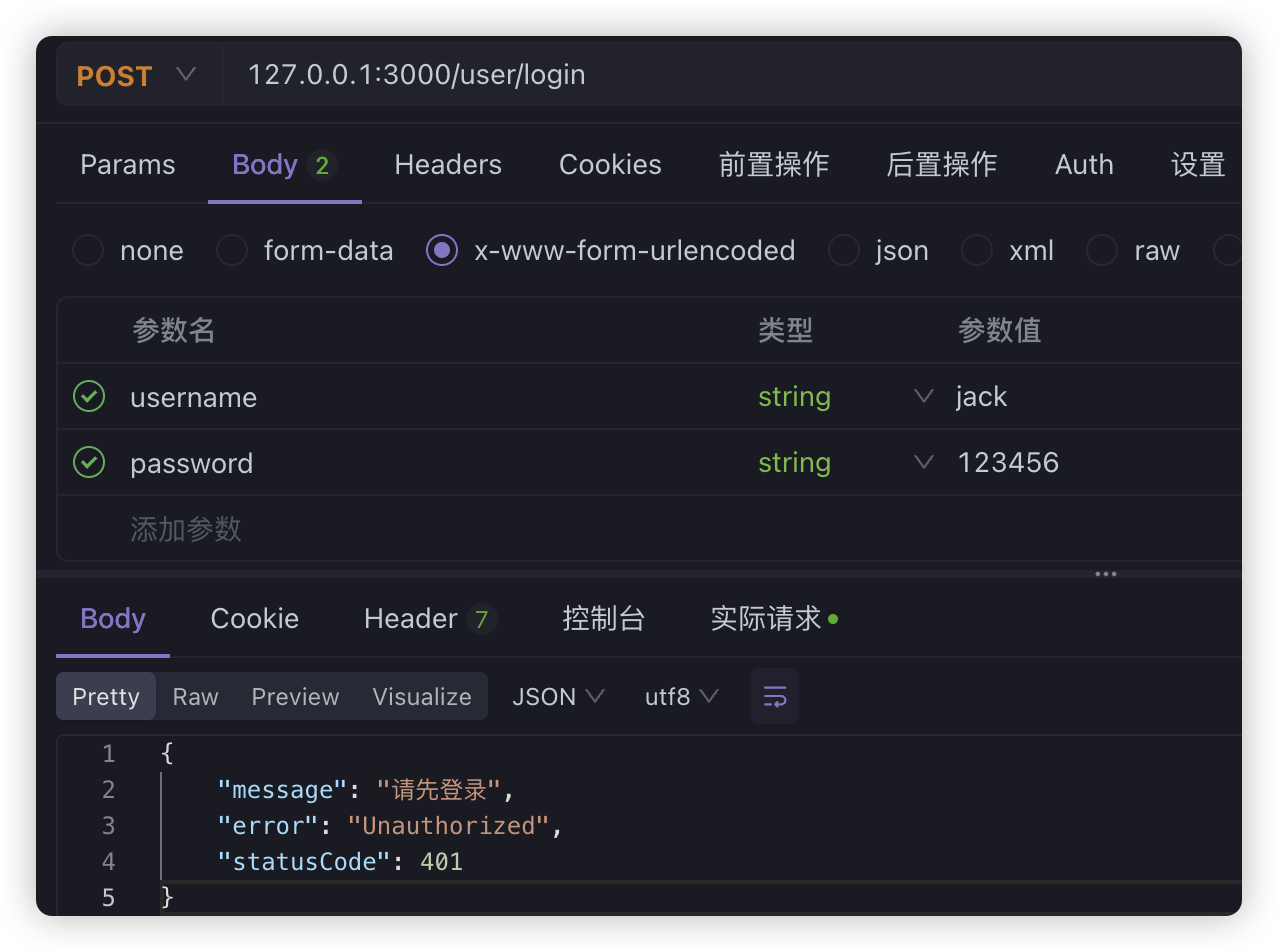 POST 127.0.0.1:3000/user/login
Params Body 2 Headers Cookies 前置操作 后置操作 Auth 设置
none form-data x-www-form-urlencoded json xml raw
参数名 类型 参数值
username string jack
password string 123456
添加参数
Body Cookie Header 7 控制台 实际请求
Pretty Raw Preview Visualize JSON utf8
1 {
2 "message": "请先登录",
3 "error": "Unauthorized",
4 "statusCode": 401
5 }